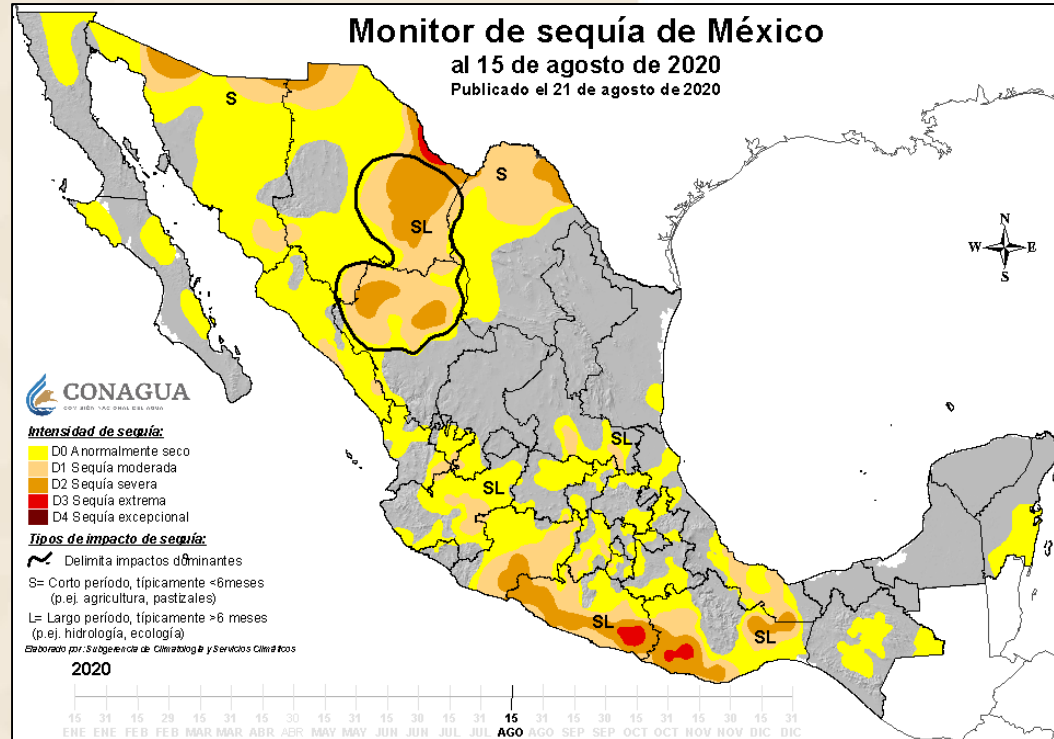 Monitor de sequía de México
al 15 de agosto de 2020
Publicado el 21 de agosto de 2020
S
S
SL
N
W E
S
CONAGUA
COMISIÓN NACIONAL DEL AGUA
Intensidad de sequía:
D0 Anormalmente seco
D1 Sequía moderada
D2 Sequía severa
D3 Sequía extrema
D4 Sequía excepcional
SL
SL
Tipos de impacto de sequía:
Delimita impactos dominantes
S= Corto período, típicamente <6meses
(p.ej. agricultura, pastizales)
L= Largo período, típicamente >6 meses
(p.ej. hidrología, ecología)
SL
SL
Elaborado por: Subgerencia de Climatología y Servicios Climáticos
2020
15 31 15 29 15 31 15 30 15 31 15 30 15 31 15 31 15 30 15 31 15 30 15 31
ENE ENE FEB FEB MAR MAR ABR ABR MAY MAY JUN JUN JUL JUL AGO AGO SEP SEP OCT OCT NOV NOV DIC DIC